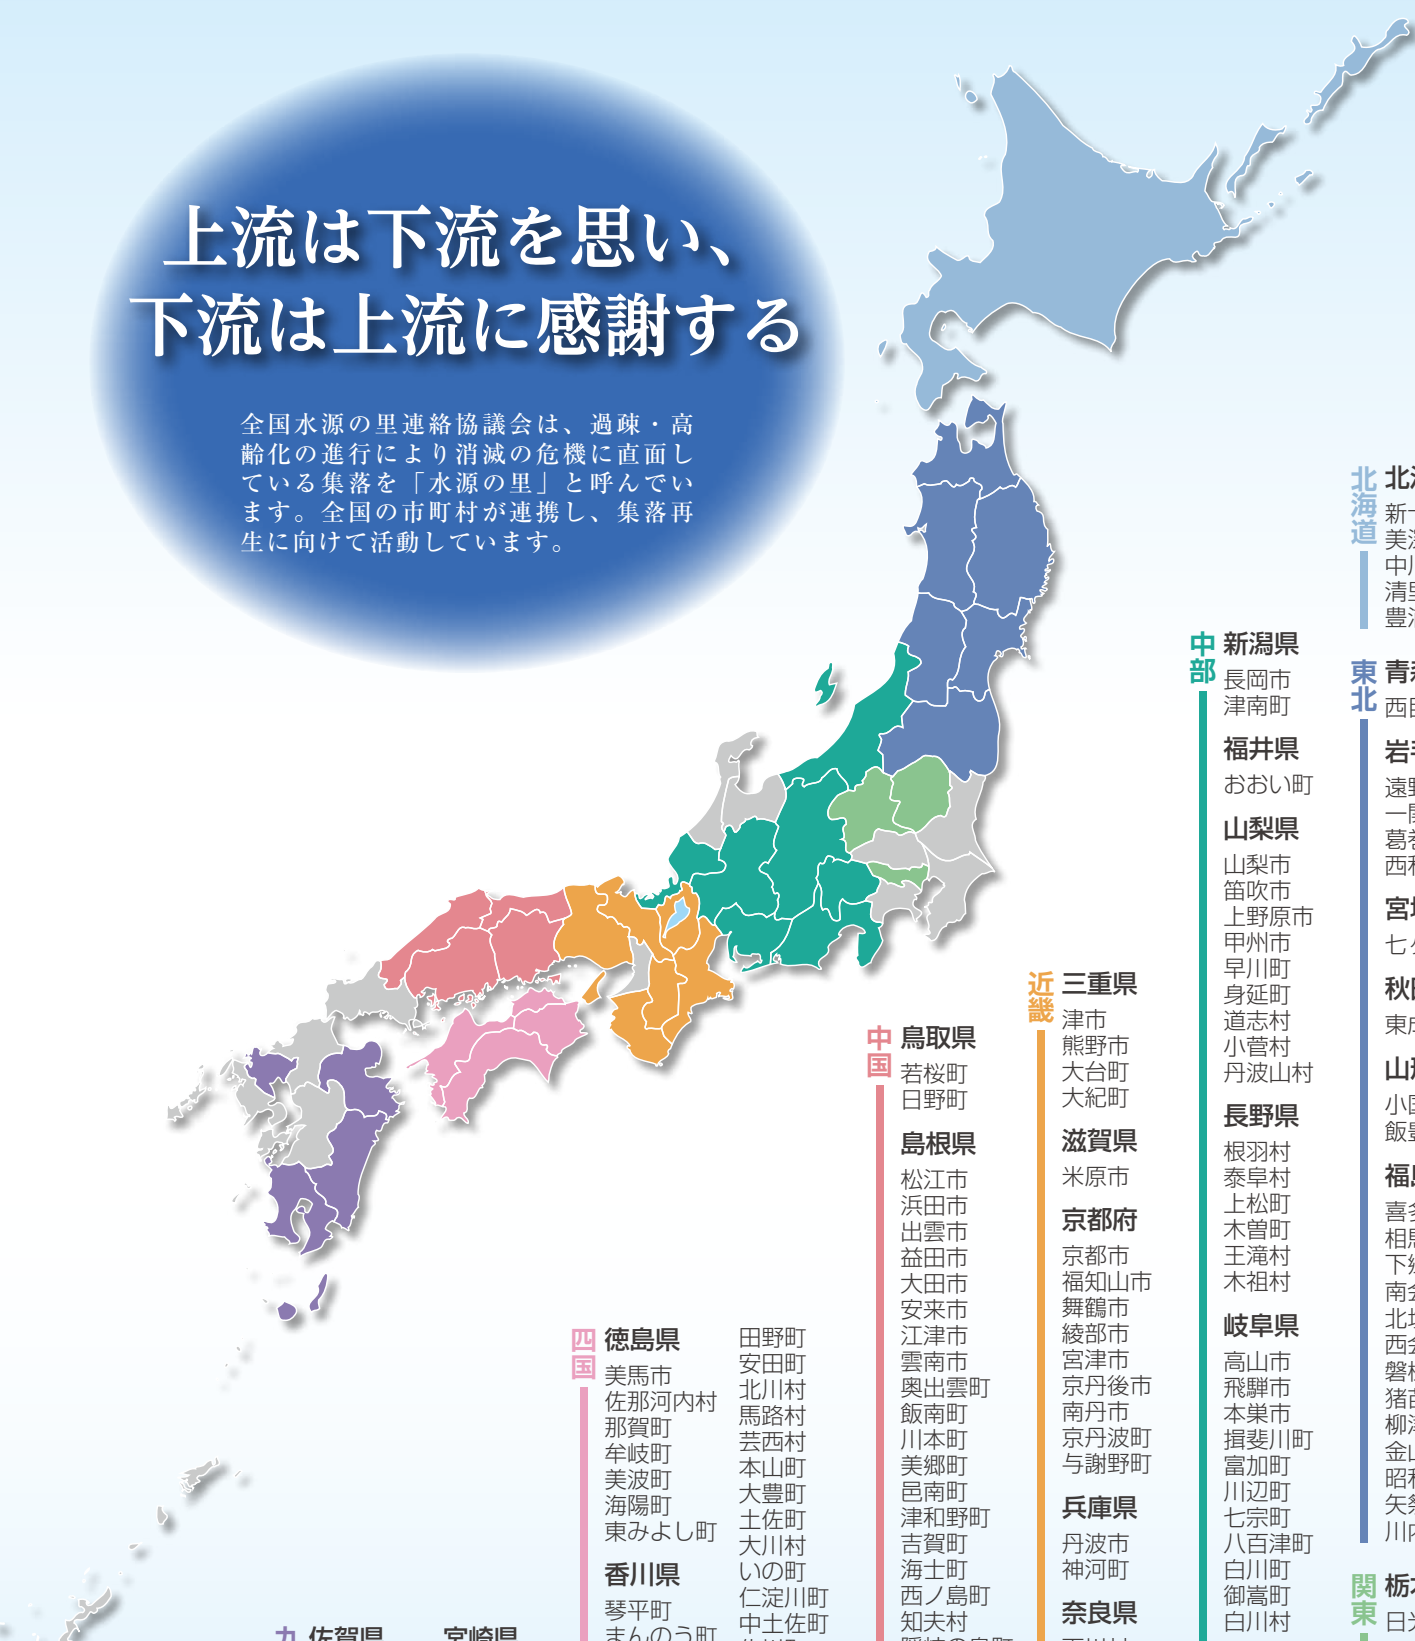 上流は下流を思い、
下流は上流に感謝する
全国水源の里連絡協議会は、過疎・高
齢化の進行により消滅の危機に直面し
ている集落を「水源の里」と呼んでい
ます。全国の市町村が連携し、集落再
生に向けて活動しています。
北海道
東北
関東
中部
新潟県
長岡市
津南町
福井県
おおい町
山梨県
山梨市
笛吹市
上野原市
甲州市
早川町
身延町
道志村
小菅村
丹波山村
長野県
根羽村
泰阜村
上松町
木曽町
王滝村
木祖村
岐阜県
高山市
飛騨市
本巣市
揖斐川町
富加町
川辺町
七宗町
八百津町
白川町
御嵩町
白川村
近畿
三重県
津市
熊野市
大台町
大紀町
滋賀県
米原市
京都府
京都市
福知山市
舞鶴市
綾部市
宮津市
京丹後市
南丹市
京丹波町
与謝野町
兵庫県
丹波市
神河町
奈良県
中国
鳥取県
若桜町
日野町
島根県
松江市
浜田市
出雲市
益田市
大田市
安来市
江津市
雲南市
奥出雲町
飯南町
川本町
美郷町
邑南町
津和野町
吉賀町
海士町
西ノ島町
知夫村
四国
徳島県
美馬市
佐那河内村
那賀町
牟岐町
美波町
海陽町
東みよし町
香川県
琴平町
まんのう町
田野町
安田町
北川村
馬路村
芸西村
本山町
大豊町
土佐町
大川村
いの町
仁淀川町
中土佐町
佐賀県
宮崎県